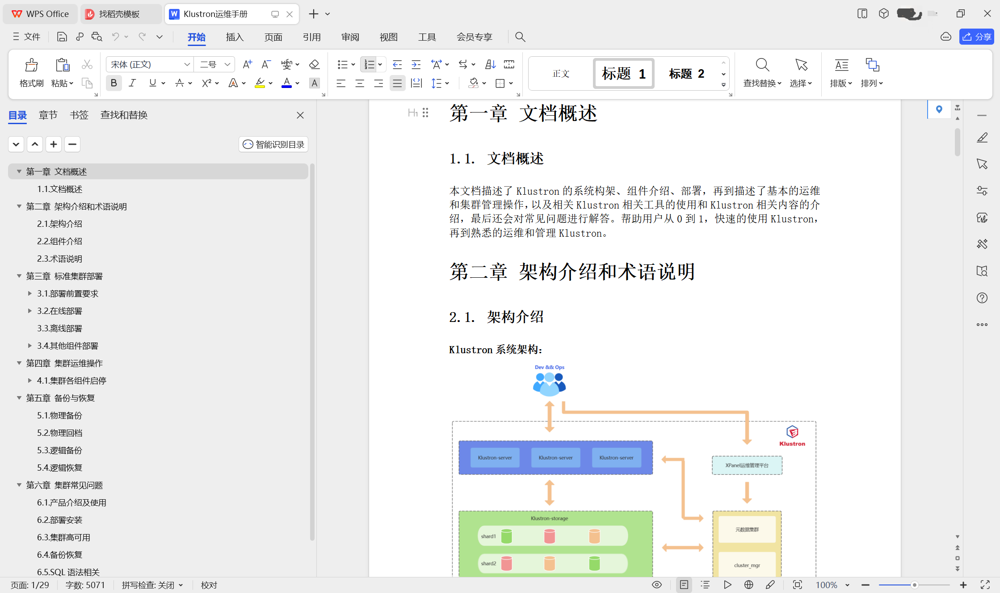 WPS Office
找稻壳模板
Klustron运维手册
文件
开始
插入
页面
引用
审阅
视图
工具
会员专享
分享
格式刷
粘贴
宋体 (正文)
二号
正文
标题 1
标题 2
查找替换
选择
排版
排列
目录
章节
书签
查找和替换
智能识别目录
第一章 文档概述
1.1.文档概述
第二章 架构介绍和术语说明
2.1.架构介绍
2.2.组件介绍
2.3.术语说明
第三章 标准集群部署
3.1.部署前置要求
3.2.在线部署
3.3.离线部署
3.4.其他组件部署
第四章 集群运维操作
4.1.集群各组件启停
第五章 备份与恢复
5.1.物理备份
5.2.物理回档
5.3.逻辑备份
5.4.逻辑恢复
第六章 集群常见问题
6.1.产品介绍及使用
6.2.部署安装
6.3.集群高可用
6.4.备份恢复
6.5.SQL 语法相关
H1
第一章 文档概述
1.1. 文档概述
本文档描述了 Klustron 的系统构架、组件介绍、部署，再到描述了基本的运维
和集群管理操作，以及相关 Klustron 相关工具的使用和 Klustron 相关内容的介
绍，最后还会对常见问题进行解答。帮助用户从 0 到 1，快速的使用 Klustron，
再到熟悉的运维和管理 Klustron。
第二章 架构介绍和术语说明
2.1. 架构介绍
Klustron 系统架构：
Dev && Ops
Klustron
Klustron-server
Klustron-server
Klustron-server
XPanel运维管理平台
Klustron-storage
shard1
shard2
元数据集群
cluster_mgr
页面: 1/29
字数: 5071
拼写检查: 关闭
校对
100%